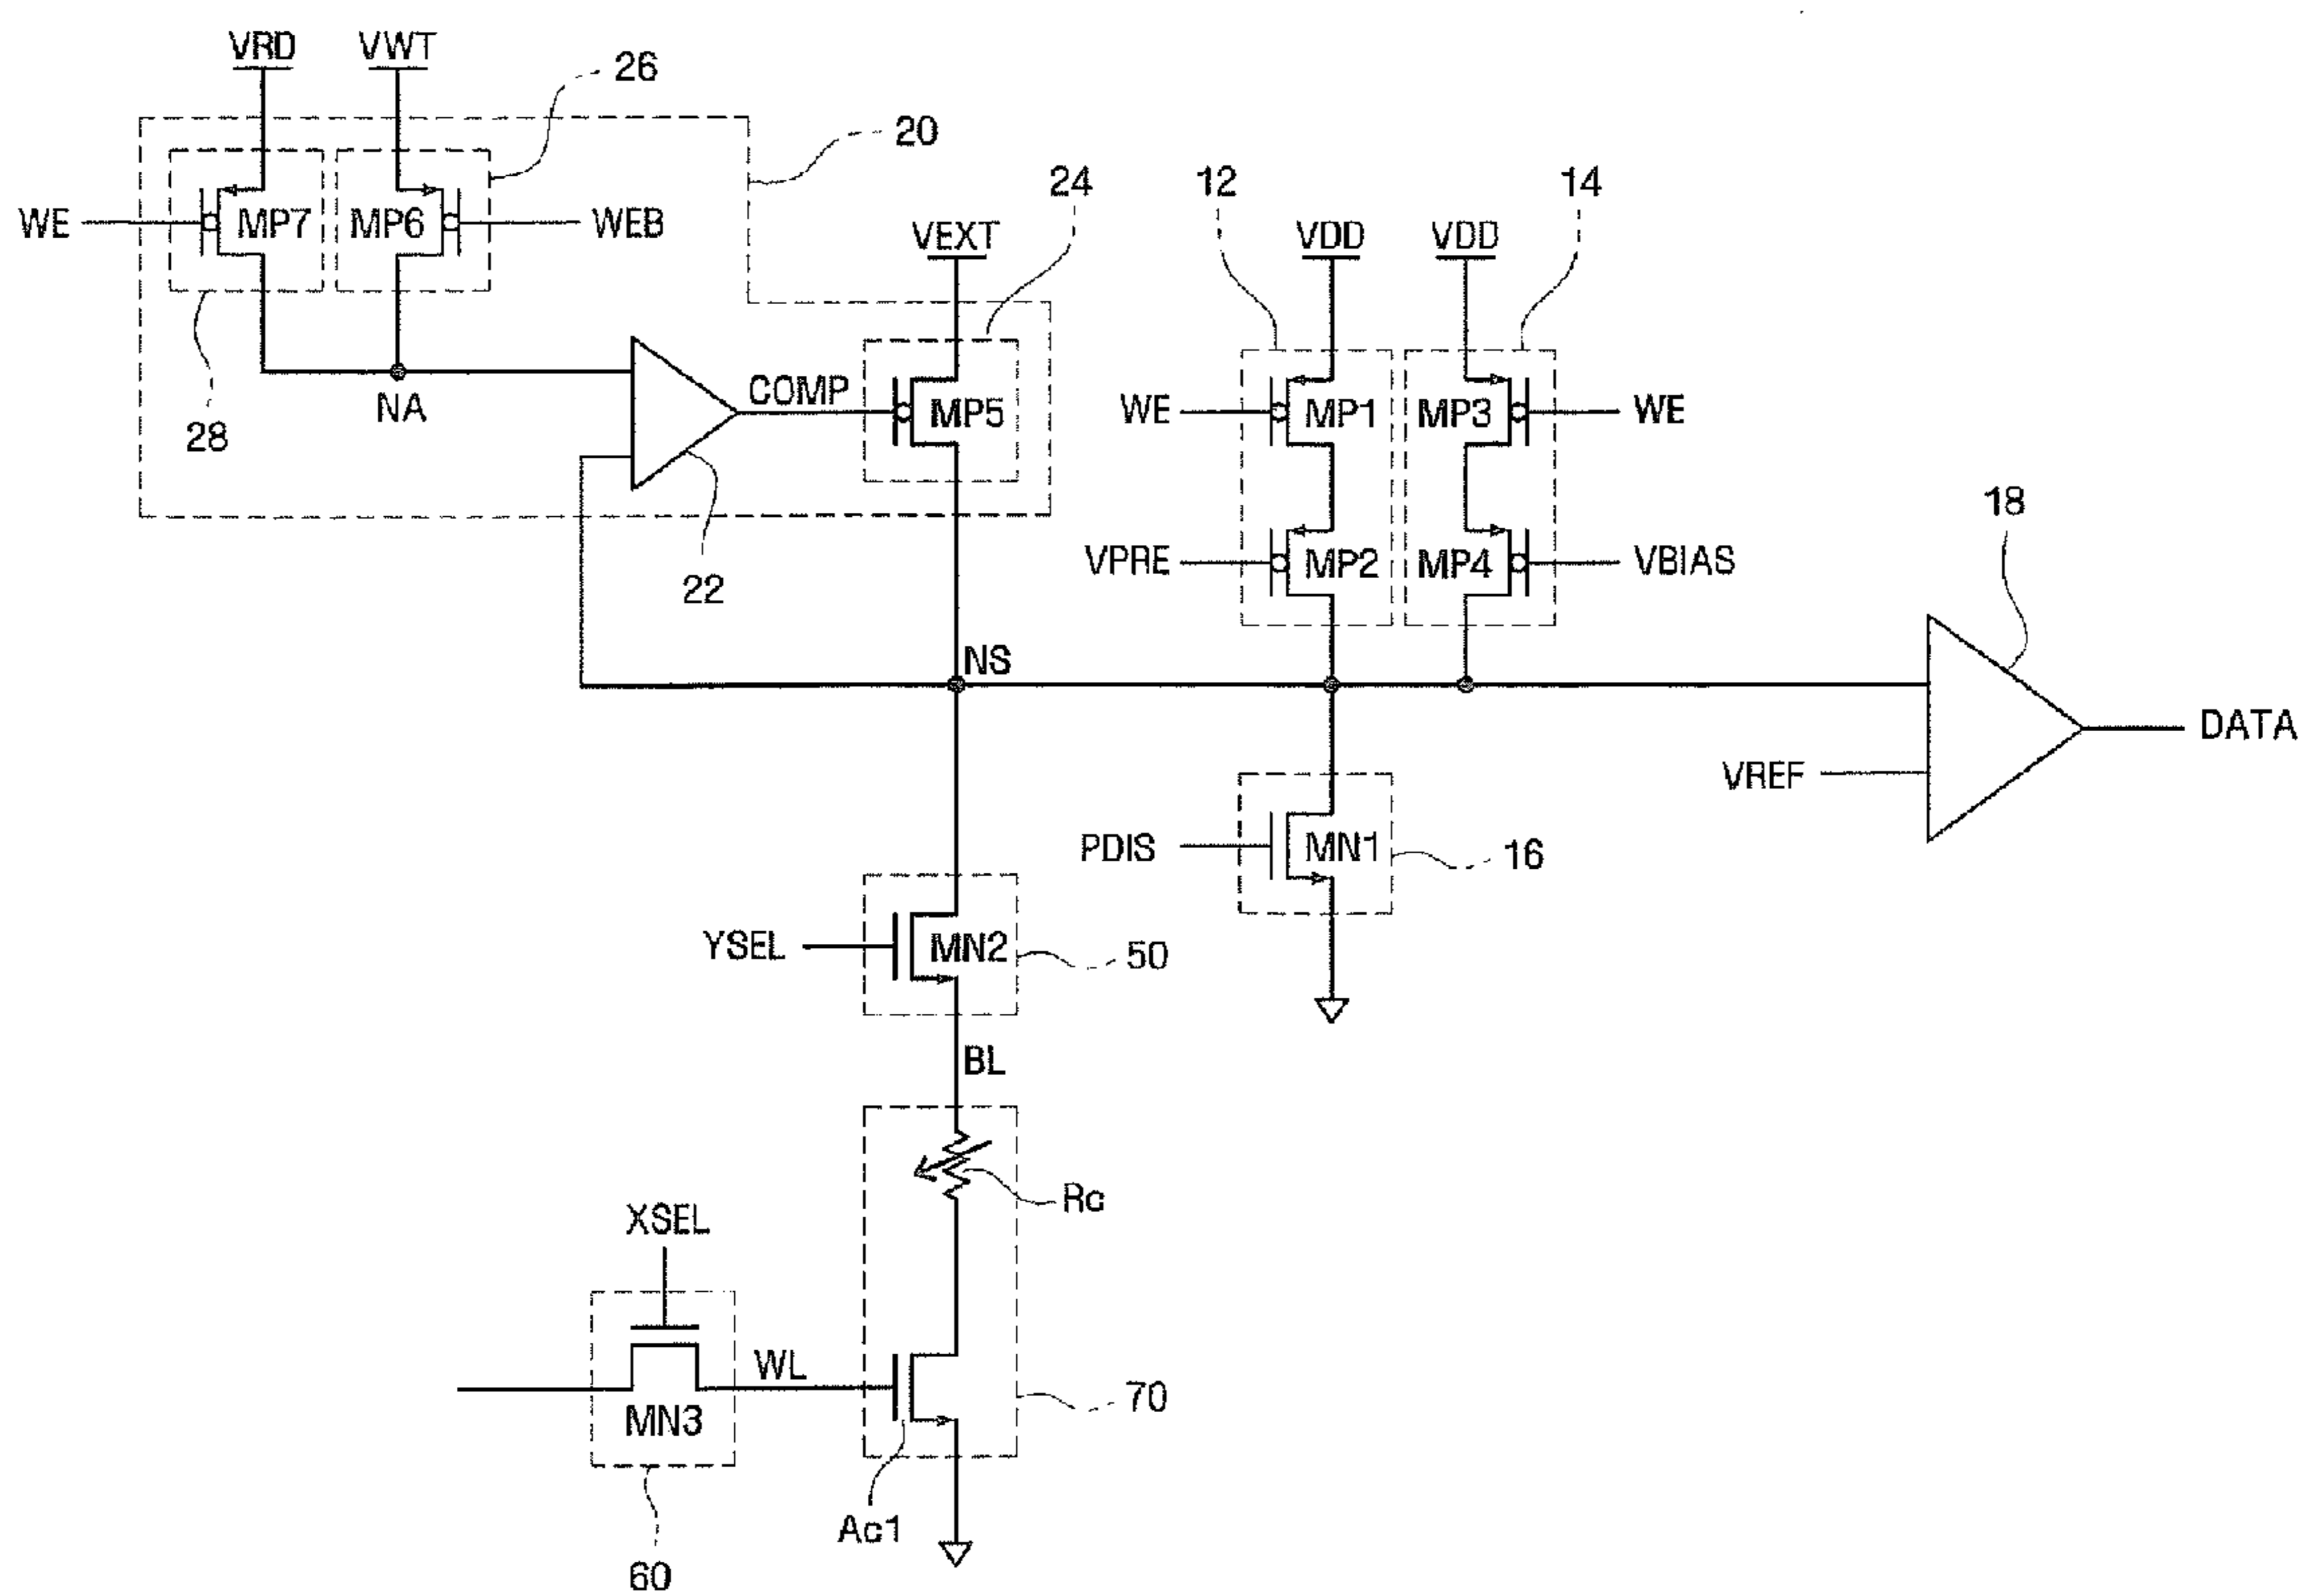 VRD
VWT
26
20
24
12
14
WE
MP7
MP6
WEB
VEXT
VDD
VDD
28
NA
COMP
MP5
WE
MP1
MP3
WE
22
VPRE
MP2
MP4
VBIAS
18
NS
DATA
VREF
PDIS
MN1
16
YSEL
MN2
50
BL
Rc
XSEL
WL
MN3
70
Ac1
60